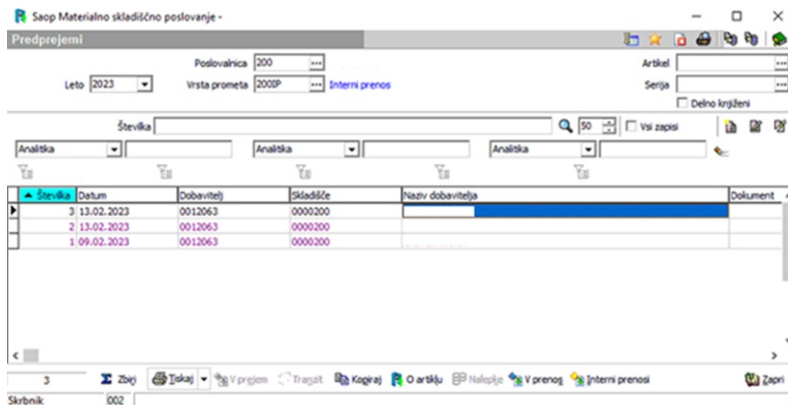 Saop Materialno skladiščno poslovanje -
Predprejemi
Poslovalnica 200 Artikel
Leto 2023 Vrsta prometa 200IP Interni prenos Serija
Delno knjiženi
Številka 50 Vsi zapisi
Analitika Analitika Analitika
Številka Datum Dobavitelj Skladišče Naziv dobavitelja Dokument
3 13.02.2023 0012063 0000200
2 13.02.2023 0012063 0000200
1 09.02.2023 0012063 0000200
3 Zbirj Tiskaj V prejem Tranzit Kopiraj O artiklu Nalepke V prenos Interni prenosi Zapri
Skrbnik 002